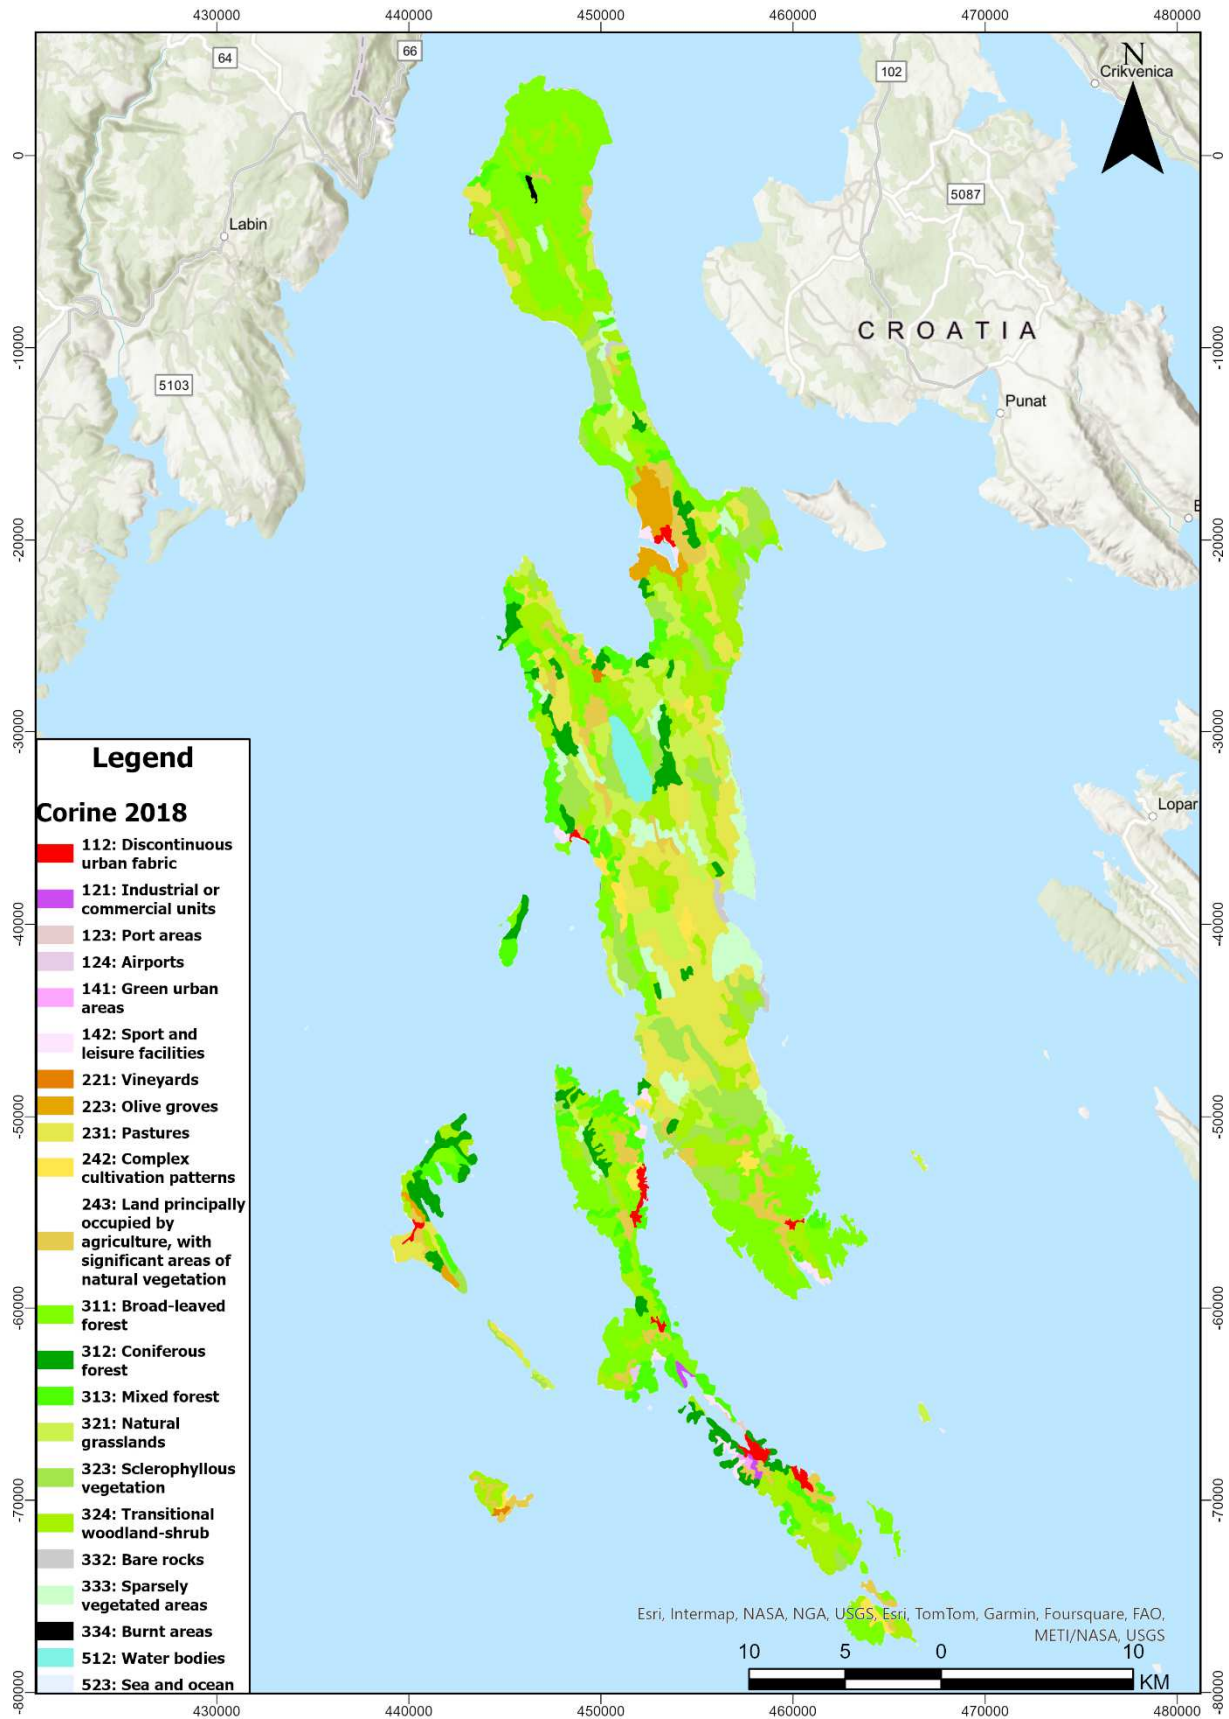 430000 440000 450000 460000 470000 480000
64
66
102
N
Crikvenica
0
0
5087
Labin
CROATIA
-10000
-10000
5103
Punat
-20000
-20000
-30000
-30000
Legend
Corine 2018
112: Discontinuous
urban fabric
121: Industrial or
commercial units
123: Port areas
124: Airports
141: Green urban
areas
142: Sport and
leisure facilities
221: Vineyards
223: Olive groves
231: Pastures
242: Complex
cultivation patterns
243: Land principally
occupied by
agriculture, with
significant areas of
natural vegetation
311: Broad-leaved
forest
312: Coniferous
forest
313: Mixed forest
321: Natural
grasslands
323: Sclerophyllous
vegetation
324: Transitional
woodland-shrub
332: Bare rocks
333: Sparsely
vegetated areas
334: Burnt areas
512: Water bodies
523: Sea and ocean
Lopar
-40000
-40000
-50000
-50000
-60000
-60000
-70000
-70000
Esri, Intermap, NASA, NGA, USGS, Esri, TomTom, Garmin, Foursquare, FAO,
METI/NASA, USGS
10 5 0 10
KM
-80000
-80000
430000 440000 450000 460000 470000 480000